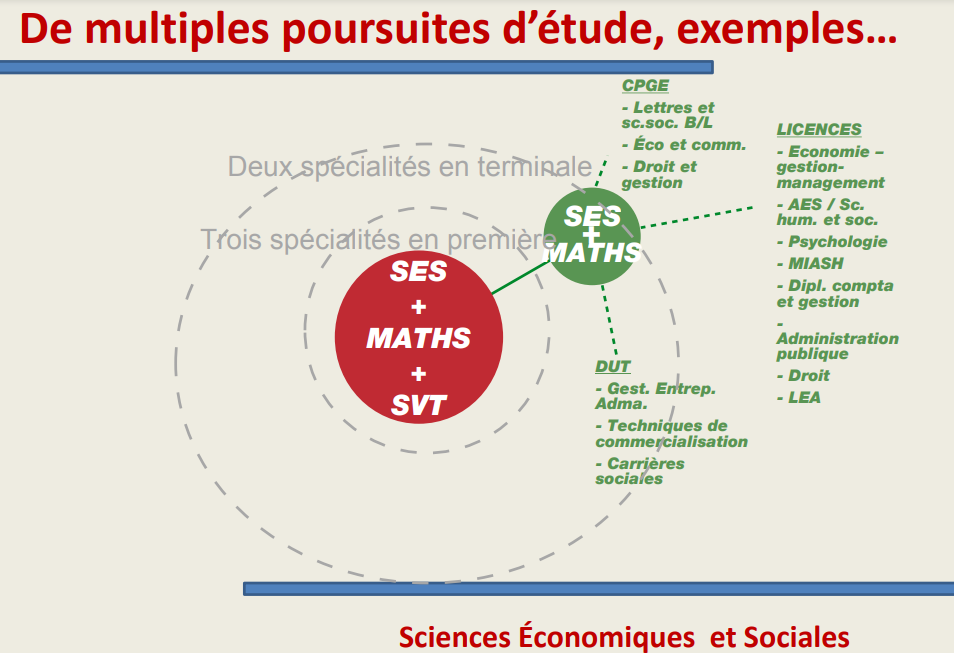 De multiples poursuites d’étude, exemples…
CPGE
- Lettres et
sc.soc. B/L
- Éco et comm.
- Droit et
gestion
LICENCES
- Economie –
gestion-
management
- AES / Sc.
hum. et soc.
- Psychologie
- MIASH
- Dipl. compta
et gestion
-
Administration
publique
- Droit
- LEA
Deux spécialités en terminale
Trois spécialités en première
SES
+
MATHS
SES
+
MATHS
+
SVT
DUT
- Gest. Entrep.
Adma.
- Techniques de
commercialisation
- Carrières
sociales
Sciences Économiques  et Sociales